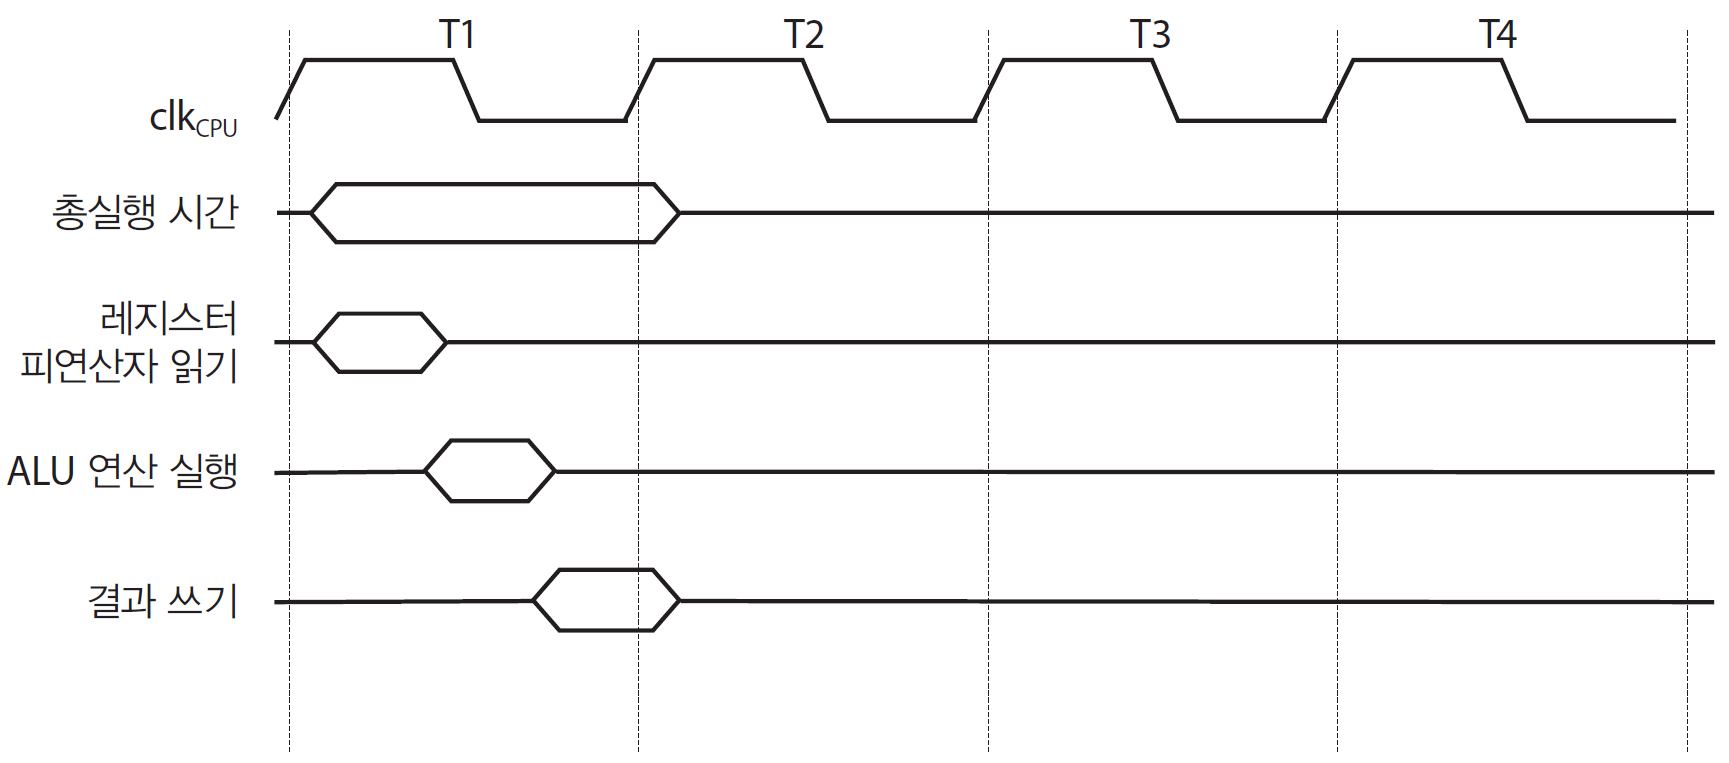 T1 T2 T3 T4
clkCPU
총실행 시간
레지스터
피연산자 읽기
ALU 연산 실행
결과 쓰기